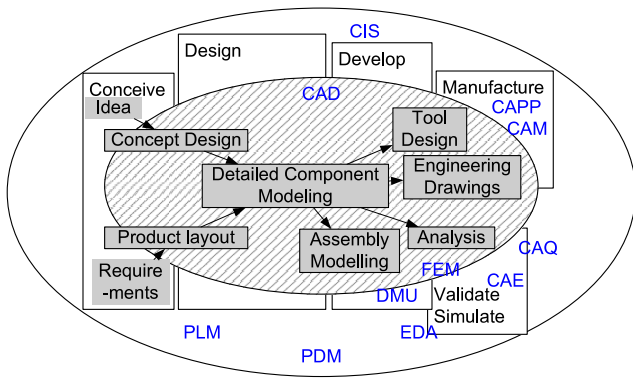 CIS
Design
Develop
Conceive
Manufacture
CAD
Idea
CAPP
Tool
Design
CAM
Concept Design
Engineering
Drawings
Detailed Component
Modeling
Product layout
Assembly
Modelling
Analysis
CAQ
Require
-ments
FEM
CAE
DMU
Validate
Simulate
PLM
EDA
PDM